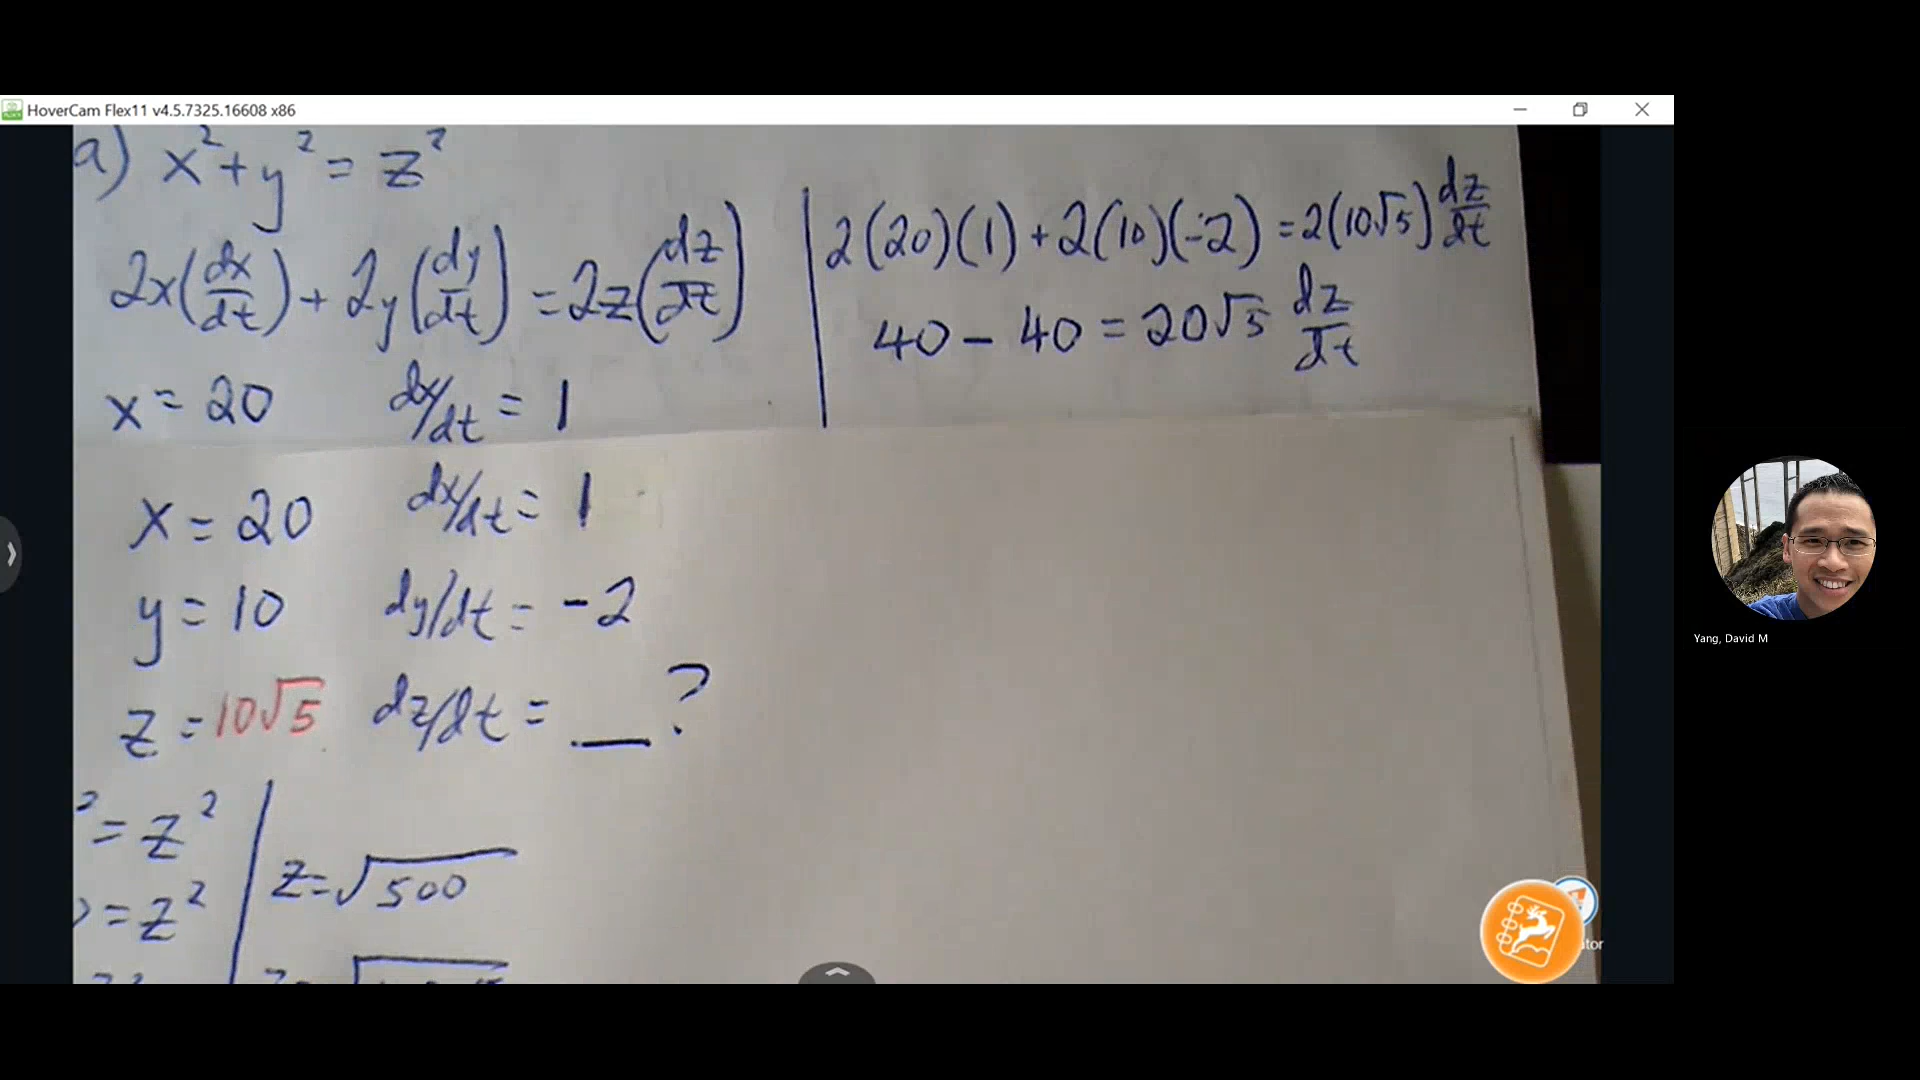 HoverCam Flex11 v4.5.7325.16608 x86
a) x² + y² = z²
2x(dx/dt) + 2y(dy/dt) = 2z(dz/dt)
x = 20 dx/dt = 1
x = 20 dx/dt = 1
y = 10 dy/dt = -2
z = 10√5 dz/dt = __ ?
² = z²
= z²
z = √500
2(20)(1) + 2(10)(-2) = 2(10√5) dz/dt
40 - 40 = 20√5 dz/dt
ator
Yang, David M